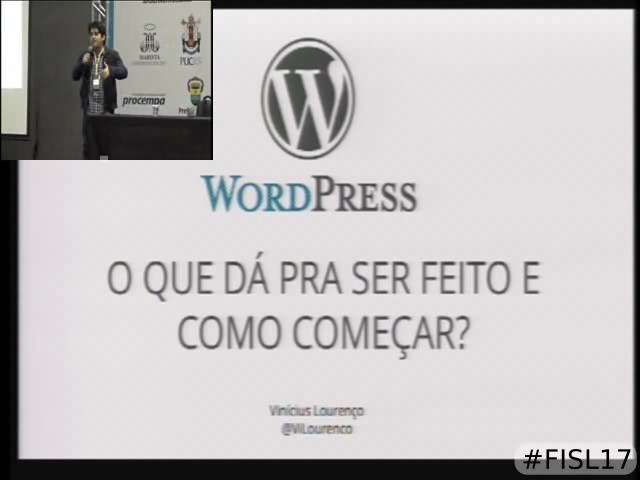 MARISTA
PUCRS
procempa
WORDPRESS
O QUE DÁ PRA SER FEITO E
COMO COMEÇAR?
Vinícius Lourenço
@ViLourenco
#FISL17